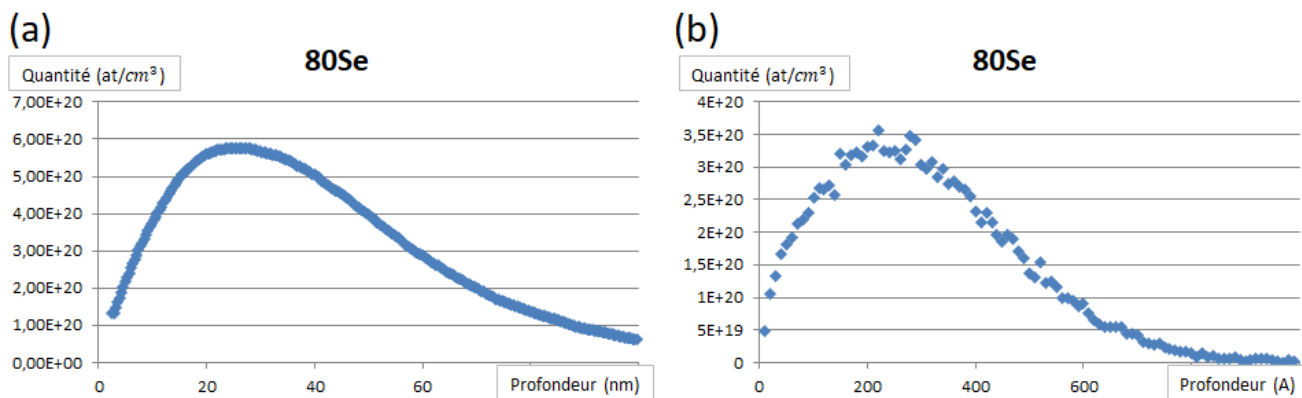 (a)
80Se
Quantité (at/cm³)
7,00E+20
6,00E+20
5,00E+20
4,00E+20
3,00E+20
2,00E+20
1,00E+20
0,00E+00
0 20 40 60
Profondeur (nm)
(b)
80Se
Quantité (at/cm³)
4E+20
3,5E+20
3E+20
2,5E+20
2E+20
1,5E+20
1E+20
5E+19
0
0 200 400 600
Profondeur (A)